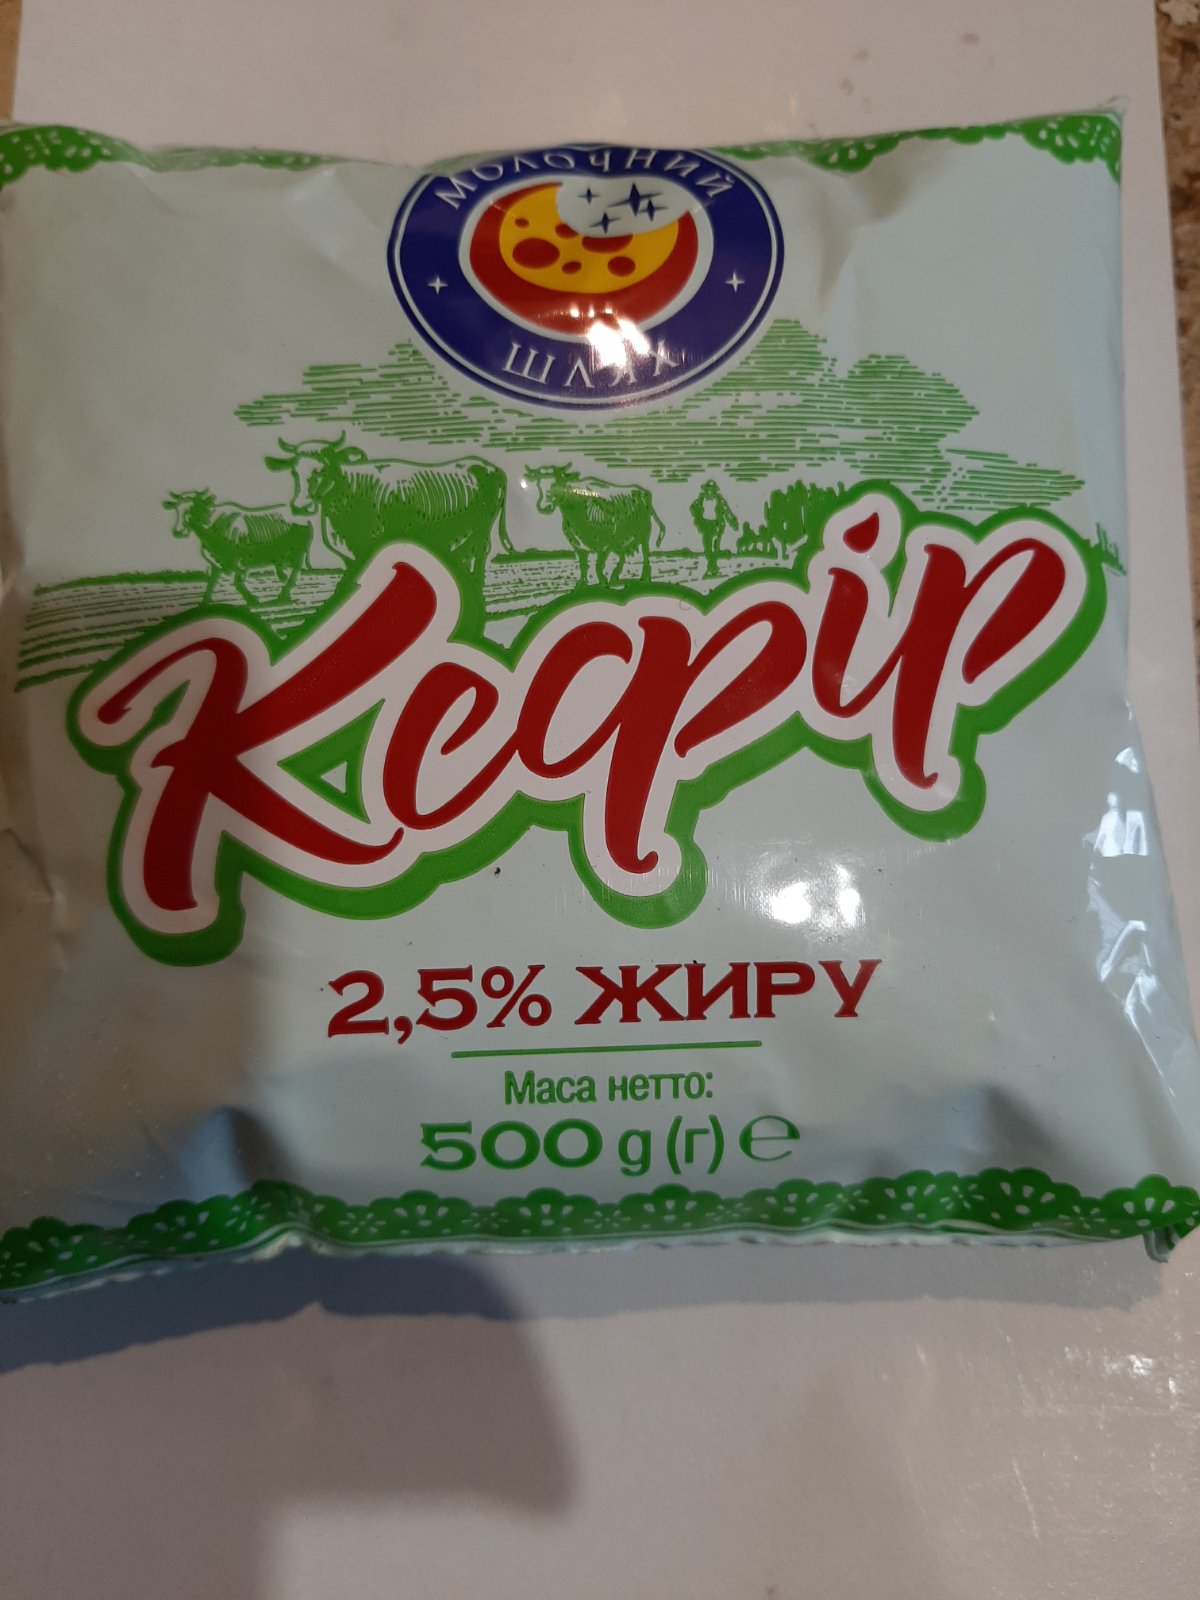 МОЛОЧНИЙ
ШЛЯХ
Кефір
2,5% ЖИРУ
Маса нетто:
500 g (г) ℮